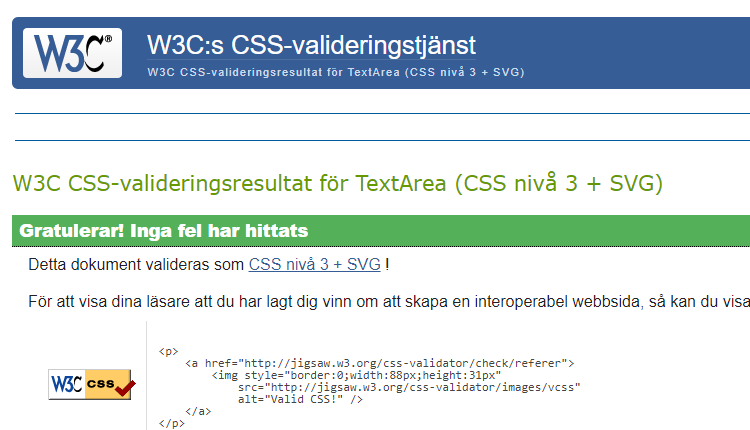 W3C® W3C:s CSS-valideringstjänst
W3C CSS-valideringsresultat för TextArea (CSS nivå 3 + SVG)
W3C CSS-valideringsresultat för TextArea (CSS nivå 3 + SVG)
Gratulerar! Inga fel har hittats
Detta dokument valideras som CSS nivå 3 + SVG !
För att visa dina läsare att du har lagt dig vinn om att skapa en interoperabel webbsida, så kan du visa
<p>
<a href="http://jigsaw.w3.org/css-validator/check/referer">
<img style="border:0;width:88px;height:31px"
src="http://jigsaw.w3.org/css-validator/images/vcss"
alt="Valid CSS!" />
</a>
</p>
W3C css